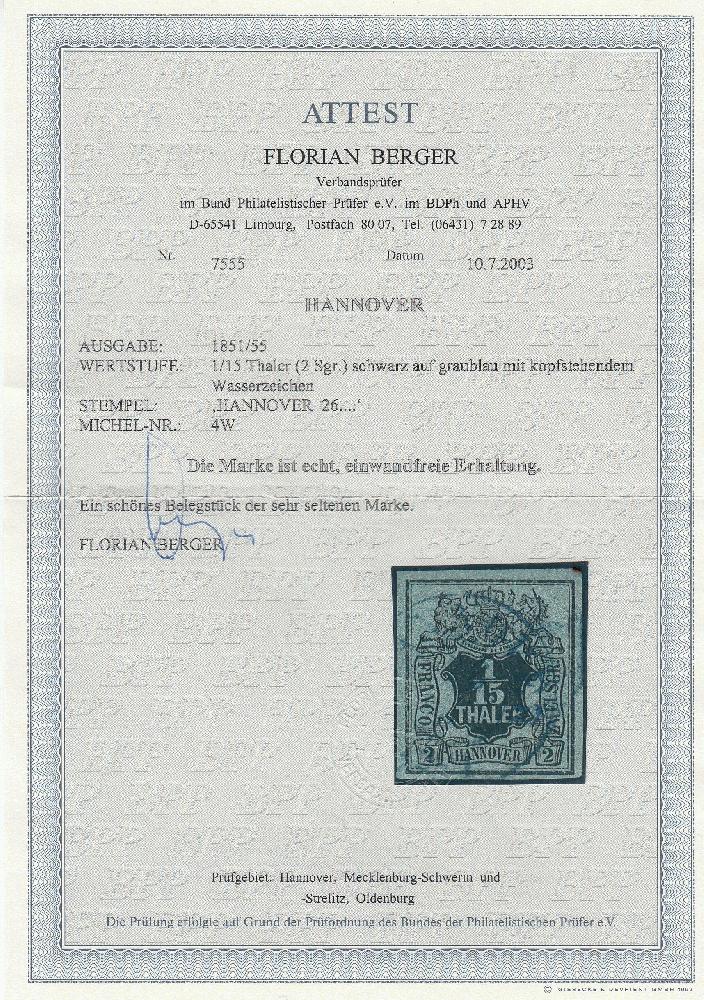 ATTEST
FLORIAN BERGER
Verbandsprüfer
im Bund Philatelistischer Prüfer e.V. im BDPh und APHV
D-65541 Limburg, Postfach 80 07, Tel. (06431) 7 28 89
Nr. 7555 Datum 10.7.2003
HANNOVER
AUSGABE: 1851/55
WERTSTUFE: 1/15 Thaler (2 Sgr.) schwarz auf graublau mit kopfstehendem
Wasserzeichen
STEMPEL: ,HANNOVER 26....‘
MICHEL-NR.: 4W
Die Marke ist echt, einwandfreie Erhaltung.
Ein schönes Belegstück der sehr seltenen Marke.
FLORIAN BERGER
FRANCO
1
15
THALER
2 HANNOVER 2
Prüfgebiet: Hannover, Mecklenburg-Schwerin und
-Strelitz, Oldenburg
Die Prüfung erfolgte auf Grund der Prüfordnung des Bundes der Philatelistischen Prüfer e.V.
© GIESECKE & DEVRIENT GMBH